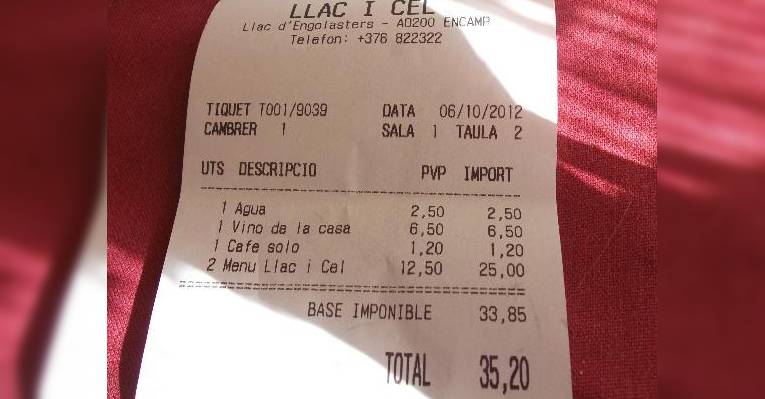 LLAC I CEL
Llac d'Engolasters - AD200 ENCAMP
Telefon: +376 822322
TIQUET T001/9039 DATA 06/10/2012
CAMBRER 1 SALA 1 TAULA 2
UTS DESCRIPCIO PVP IMPORT
1 Agua 2,50 2,50
1 Vino de la casa 6,50 6,50
1 Cafe solo 1,20 1,20
2 Menu Llac i Cel 12,50 25,00
BASE IMPONIBLE 33,85
TOTAL 35,20